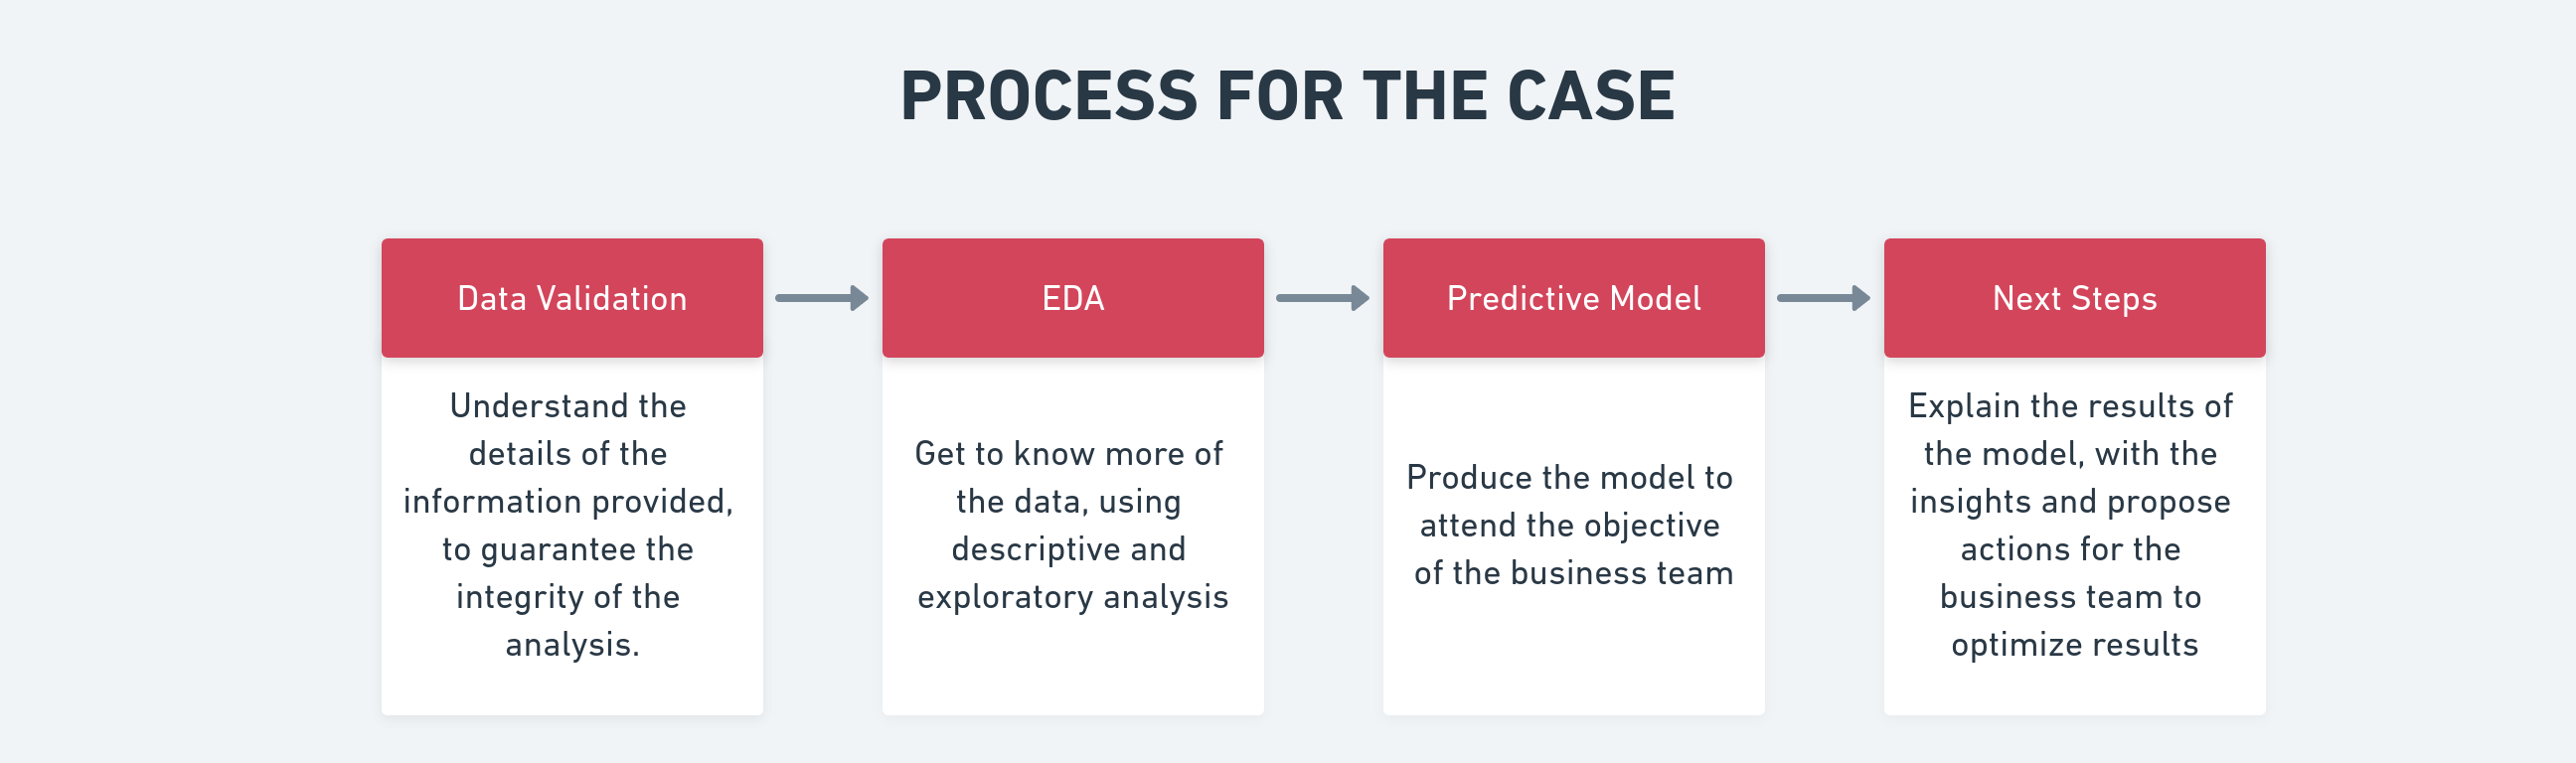 PROCESS FOR THE CASE
Data Validation
Understand the
details of the
information provided,
to guarantee the
integrity of the
analysis.
EDA
Get to know more of
the data, using
descriptive and
exploratory analysis
Predictive Model
Produce the model to
attend the objective
of the business team
Next Steps
Explain the results of
the model, with the
insights and propose
actions for the
business team to
optimize results